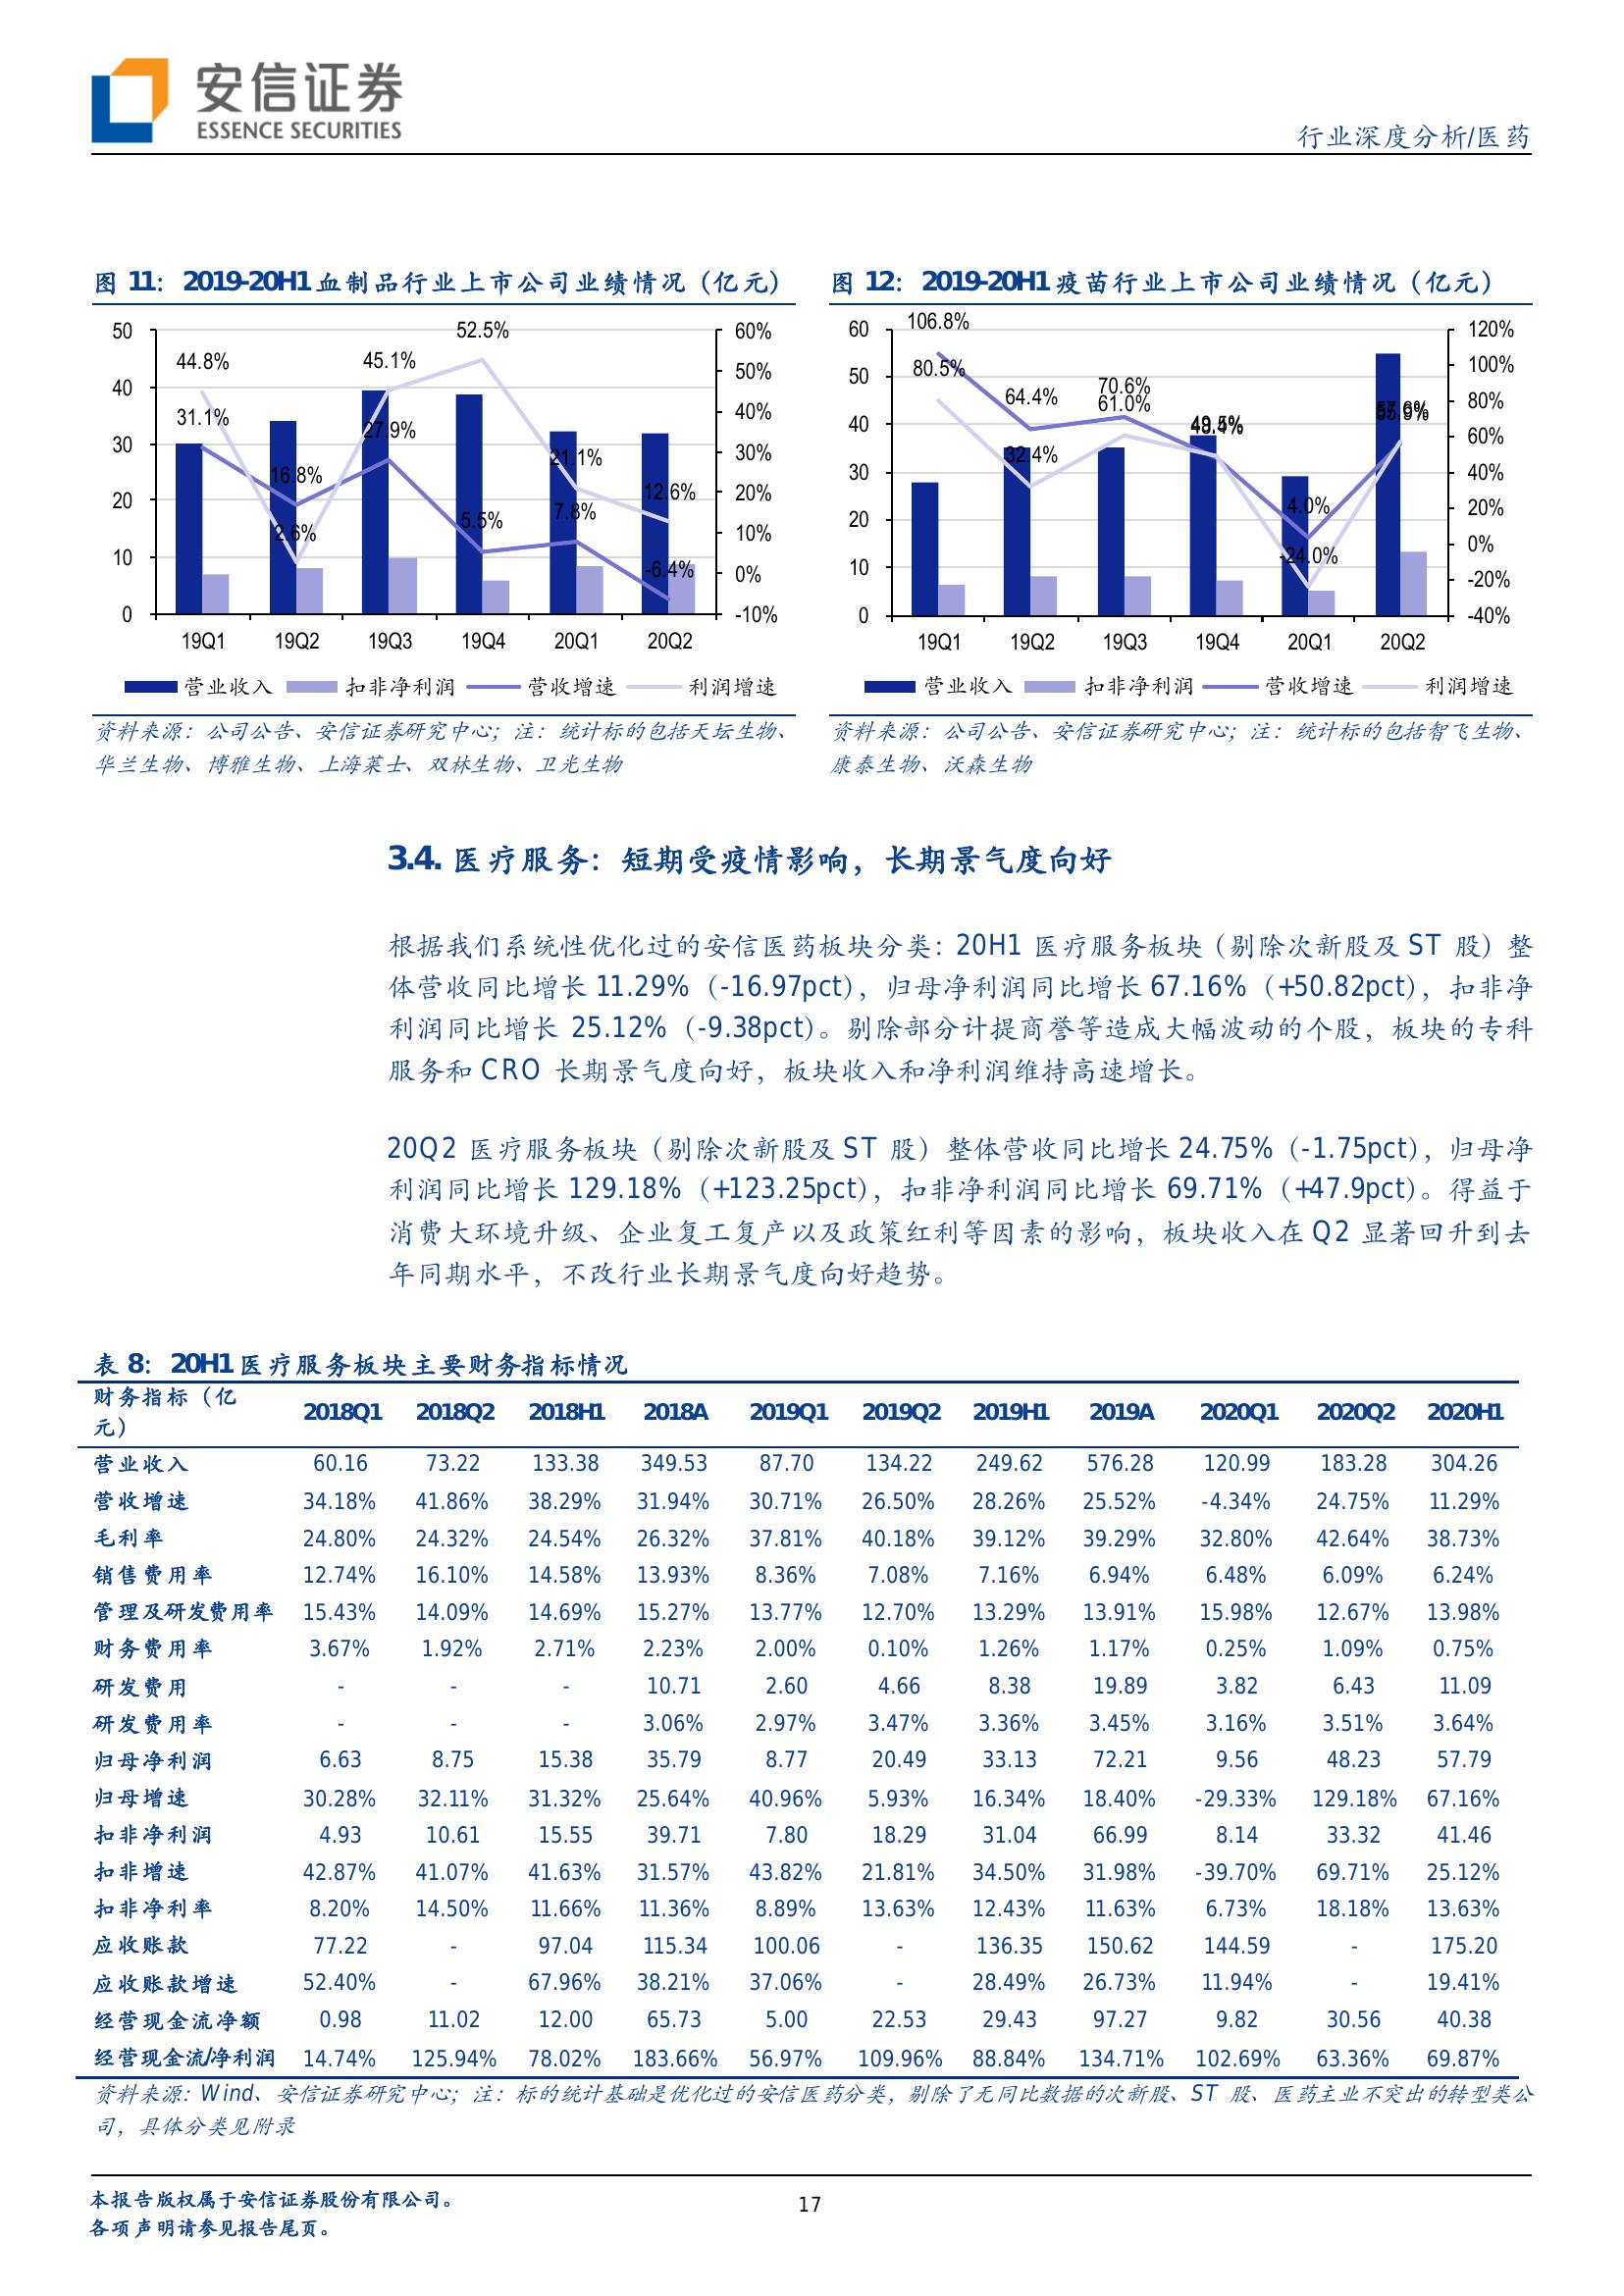 安信证券
ESSENCE SECURITIES
行业深度分析/医药
图 11: 2019-20H1血制品行业上市公司业绩情况（亿元）
50
40
30
20
10
0
60%
50%
40%
30%
20%
10%
0%
-10%
44.8%
31.1%
16.8%
2.6%
45.1%
27.9%
52.5%
5.5%
21.1%
7.8%
12.6%
-6.4%
19Q1 19Q2 19Q3 19Q4 20Q1 20Q2
营业收入 扣非净利润 营收增速 利润增速
资料来源：公司公告、安信证券研究中心；注：统计标的包括天坛生物、
华兰生物、博雅生物、上海莱士、双林生物、卫光生物
图 12: 2019-20H1疫苗行业上市公司业绩情况（亿元）
60
50
40
30
20
10
0
120%
100%
80%
60%
40%
20%
0%
-20%
-40%
106.8%
80.5%
64.4%
32.4%
70.6%
61.0%
4.0%
-24.0%
19Q1 19Q2 19Q3 19Q4 20Q1 20Q2
营业收入 扣非净利润 营收增速 利润增速
资料来源：公司公告、安信证券研究中心；注：统计标的包括智飞生物、
康泰生物、沃森生物
3.4. 医疗服务：短期受疫情影响，长期景气度向好
根据我们系统性优化过的安信医药板块分类：20H1 医疗服务板块（剔除次新股及 ST 股）整
体营收同比增长 11.29%（-16.97pct），归母净利润同比增长 67.16%（+50.82pct），扣非净
利润同比增长 25.12%（-9.38pct）。剔除部分计提商誉等造成大幅波动的个股，板块的专科
服务和 CRO 长期景气度向好，板块收入和净利润维持高速增长。
20Q2 医疗服务板块（剔除次新股及 ST 股）整体营收同比增长 24.75%（-1.75pct），归母净
利润同比增长 129.18%（+123.25pct），扣非净利润同比增长 69.71%（+47.9pct）。得益于
消费大环境升级、企业复工复产以及政策红利等因素的影响，板块收入在 Q2 显著回升到去
年同期水平，不改行业长期景气度向好趋势。
表 8: 20H1医疗服务板块主要财务指标情况
财务指标（亿
元） 2018Q1 2018Q2 2018H1 2018A 2019Q1 2019Q2 2019H1 2019A 2020Q1 2020Q2 2020H1
营业收入 60.16 73.22 133.38 349.53 87.70 134.22 249.62 576.28 120.99 183.28 304.26
营收增速 34.18% 41.86% 38.29% 31.94% 30.71% 26.50% 28.26% 25.52% -4.34% 24.75% 11.29%
毛利率 24.80% 24.32% 24.54% 26.32% 37.81% 40.18% 39.12% 39.29% 32.80% 42.64% 38.73%
销售费用率 12.74% 16.10% 14.58% 13.93% 8.36% 7.08% 7.16% 6.94% 6.48% 6.09% 6.24%
管理及研发费用率 15.43% 14.09% 14.69% 15.27% 13.77% 12.70% 13.29% 13.91% 15.98% 12.67% 13.98%
财务费用率 3.67% 1.92% 2.71% 2.23% 2.00% 0.10% 1.26% 1.17% 0.25% 1.09% 0.75%
研发费用 - - - 10.71 2.60 4.66 8.38 19.89 3.82 6.43 11.09
研发费用率 - - - 3.06% 2.97% 3.47% 3.36% 3.45% 3.16% 3.51% 3.64%
归母净利润 6.63 8.75 15.38 35.79 8.77 20.49 33.13 72.21 9.56 48.23 57.79
归母增速 30.28% 32.11% 31.32% 25.64% 40.96% 5.93% 16.34% 18.40% -29.33% 129.18% 67.16%
扣非净利润 4.93 10.61 15.55 39.71 7.80 18.29 31.04 66.99 8.14 33.32 41.46
扣非增速 42.87% 41.07% 41.63% 31.57% 43.82% 21.81% 34.50% 31.98% -39.70% 69.71% 25.12%
扣非净利率 8.20% 14.50% 11.66% 11.36% 8.89% 13.63% 12.43% 11.63% 6.73% 18.18% 13.63%
应收账款 77.22 - 97.04 115.34 100.06 - 136.35 150.62 144.59 - 175.20
应收账款增速 52.40% - 67.96% 38.21% 37.06% - 28.49% 26.73% 11.94% - 19.41%
经营现金流净额 0.98 11.02 12.00 65.73 5.00 22.53 29.43 97.27 9.82 30.56 40.38
经营现金流/净利润 14.74% 125.94% 78.02% 183.66% 56.97% 109.96% 88.84% 134.71% 102.69% 63.36% 69.87%
资料来源：Wind、安信证券研究中心；注：标的统计基础是优化过的安信医药分类，剔除了无同比数据的次新股、ST 股、医药主业不突出的转型类公
司，具体分类见附录
本报告版权属于安信证券股份有限公司。
17
各项声明请参见报告尾页。